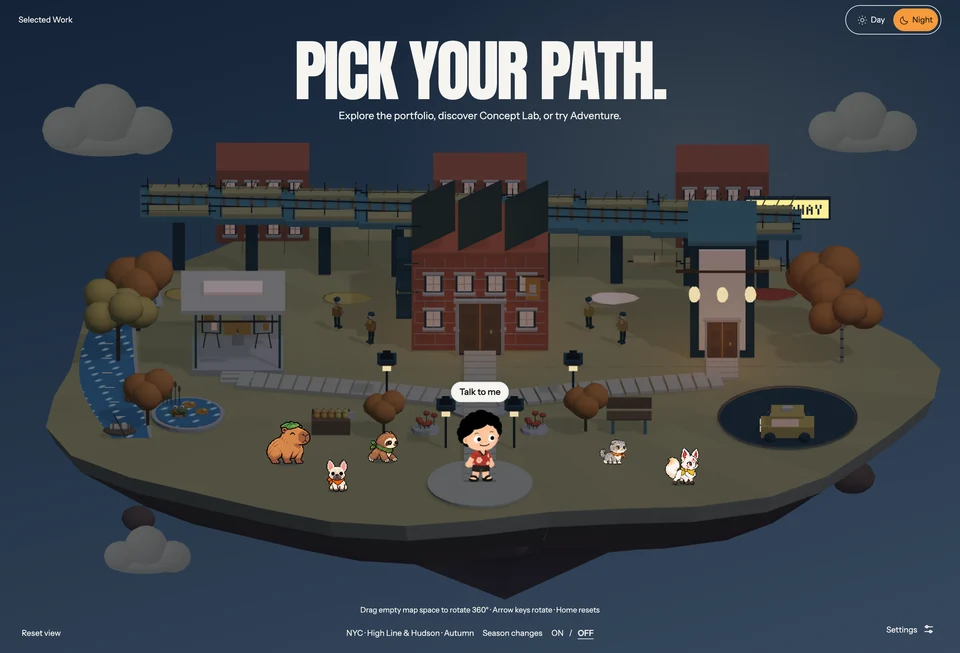 Selected Work
Day
Night
PICK YOUR PATH.
Explore the portfolio, discover Concept Lab, or try Adventure.
Talk to me
Drag empty map space to rotate 360° · Arrow keys rotate · Home resets
Reset view
NYC · High Line & Hudson · Autumn Season changes ON / OFF
Settings